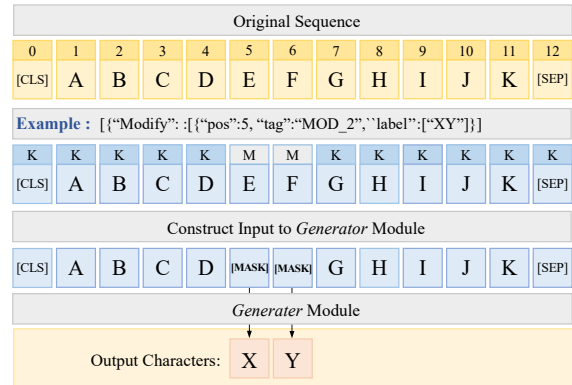 Original Sequence
0 1 2 3 4 5 6 7 8 9 10 11 12
[CLS] A B C D E F G H I J K [SEP]
Example : [{“Modify”: :[{“pos”:5, “tag”:“MOD_2”,``label”:[“XY”]}]
K K K K K M M K K K K K K
[CLS] A B C D E F G H I J K [SEP]
Construct Input to Generator Module
[CLS] A B C D [MASK] [MASK] G H I J K [SEP]
Generater Module
Output Characters: X Y